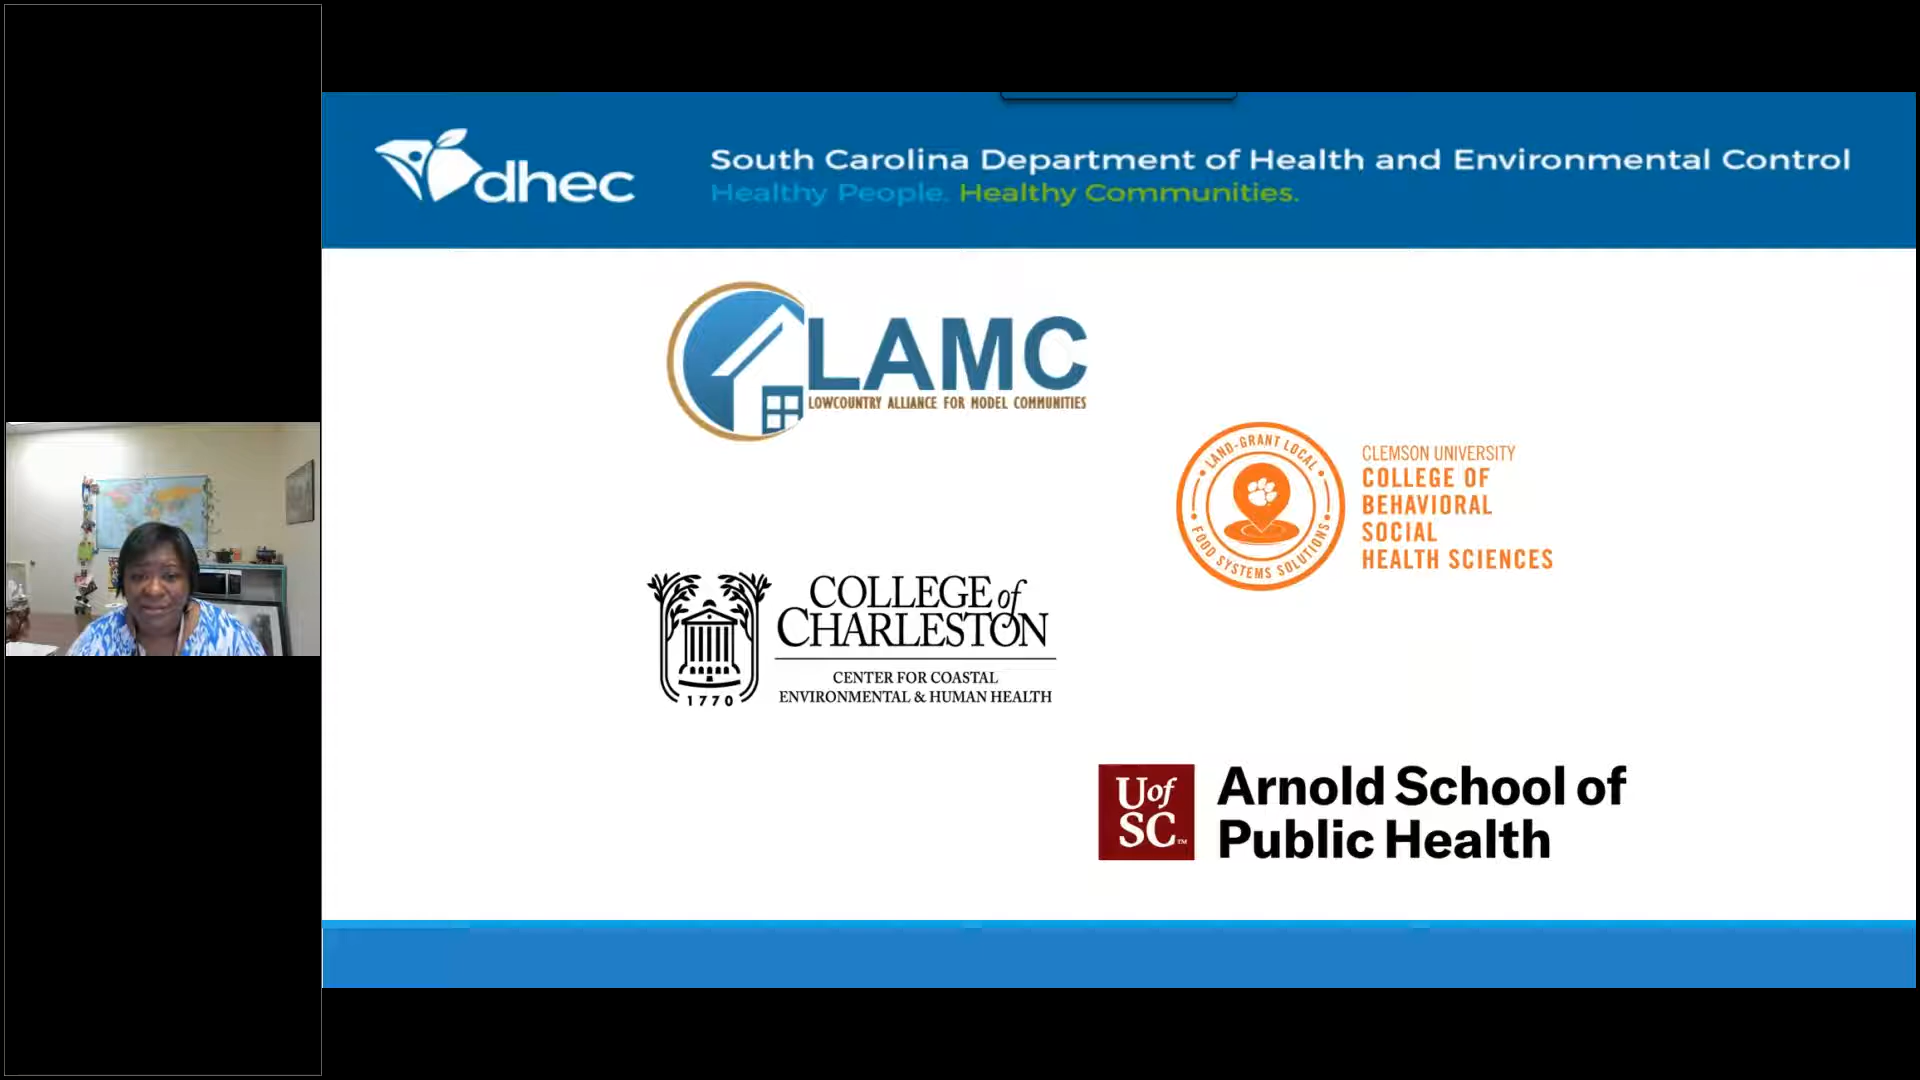 dhec
South Carolina Department of Health and Environmental Control
Healthy People. Healthy Communities.
LAMC
LOWCOUNTRY ALLIANCE FOR MODEL COMMUNITIES
LAND-GRANT LOCAL
FOOD SYSTEMS SOLUTIONS
CLEMSON UNIVERSITY
COLLEGE OF
BEHAVIORAL
SOCIAL
HEALTH SCIENCES
COLLEGE of
CHARLESTON
CENTER FOR COASTAL
ENVIRONMENTAL & HUMAN HEALTH
1770
U of
SC™
Arnold School of
Public Health